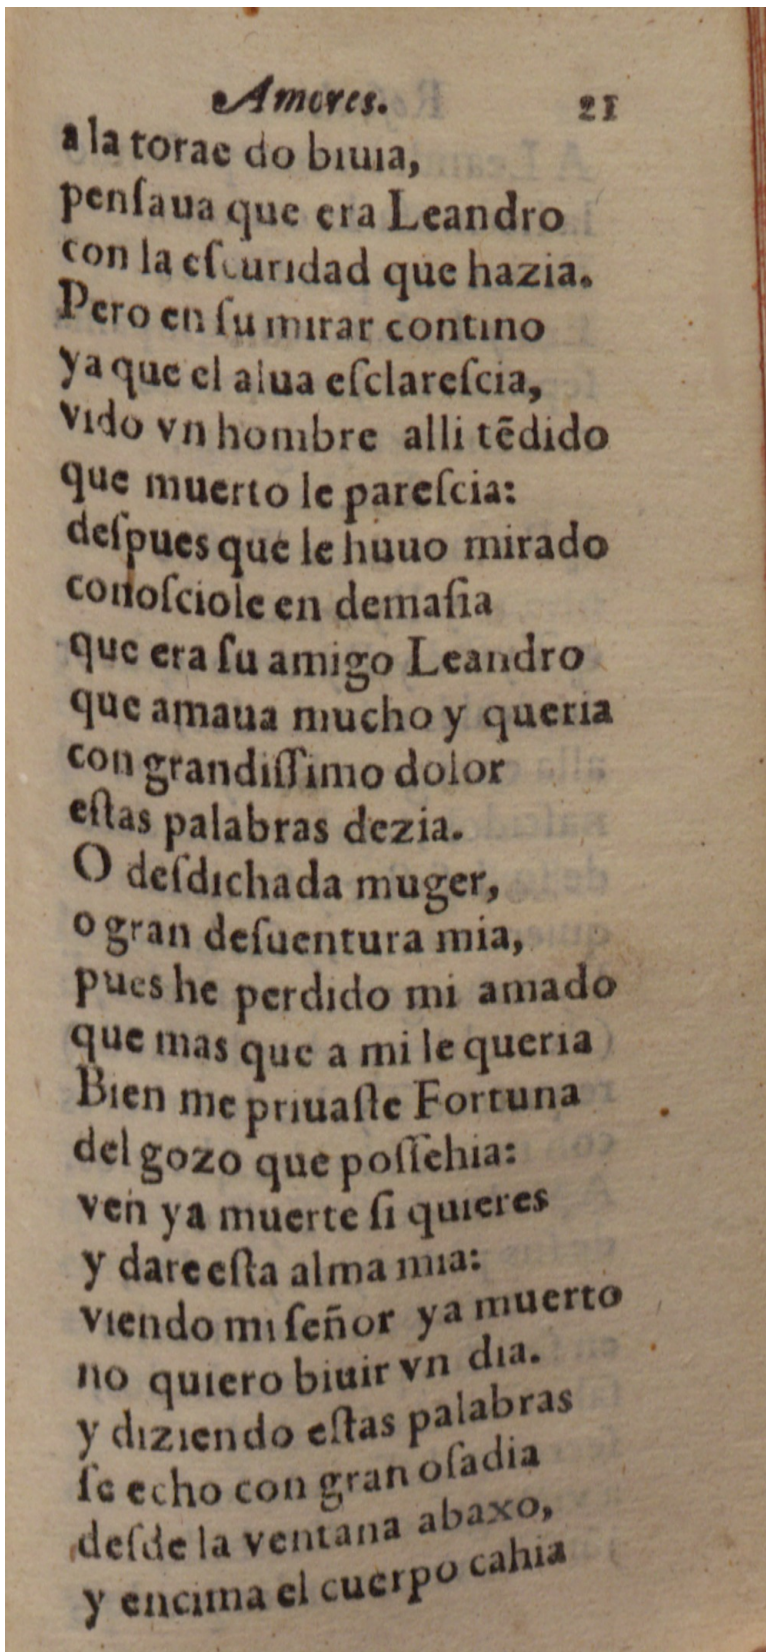 Amores. 21
a la torae do biuia,
penſaua que era Leandro
con la eſcuridad que hazia.
Pero en ſu mirar contino
ya que el alua eſclareſcia,
vido vn hombre alli tẽdido
que muerto le pareſcia:
deſpues que le huuo mirado
conoſciole en demaſia
que era ſu amigo Leandro
que amaua mucho y queria
con grandiſſimo dolor
eſtas palabras dezia.
O deſdichada muger,
o gran deſuentura mia,
pues he perdido mi amado
que mas que a mi le queria
Bien me priuaſte Fortuna
del gozo que poſſehia:
ven ya muerte ſi quieres
y dare eſta alma mia:
viendo mi ſeñor ya muerto
no quiero biuir vn dia.
y diziendo eſtas palabras
ſe echo con gran oſadia
deſde la ventana abaxo,
y encima el cuerpo cahia